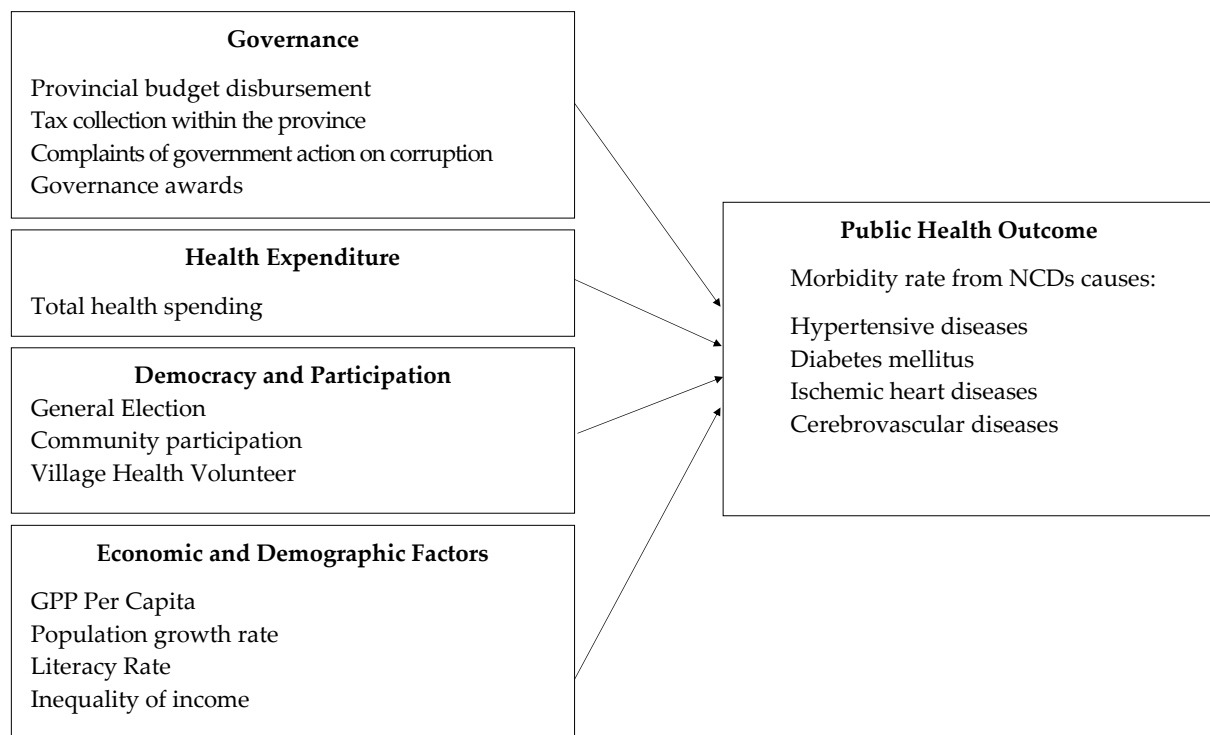 Governance
Provincial budget disbursement
Tax collection within the province
Complaints of government action on corruption
Governance awards
Health Expenditure
Total health spending
Democracy and Participation
General Election
Community participation
Village Health Volunteer
Economic and Demographic Factors
GPP Per Capita
Population growth rate
Literacy Rate
Inequality of income
Public Health Outcome
Morbidity rate from NCDs causes:
Hypertensive diseases
Diabetes mellitus
Ischemic heart diseases
Cerebrovascular diseases